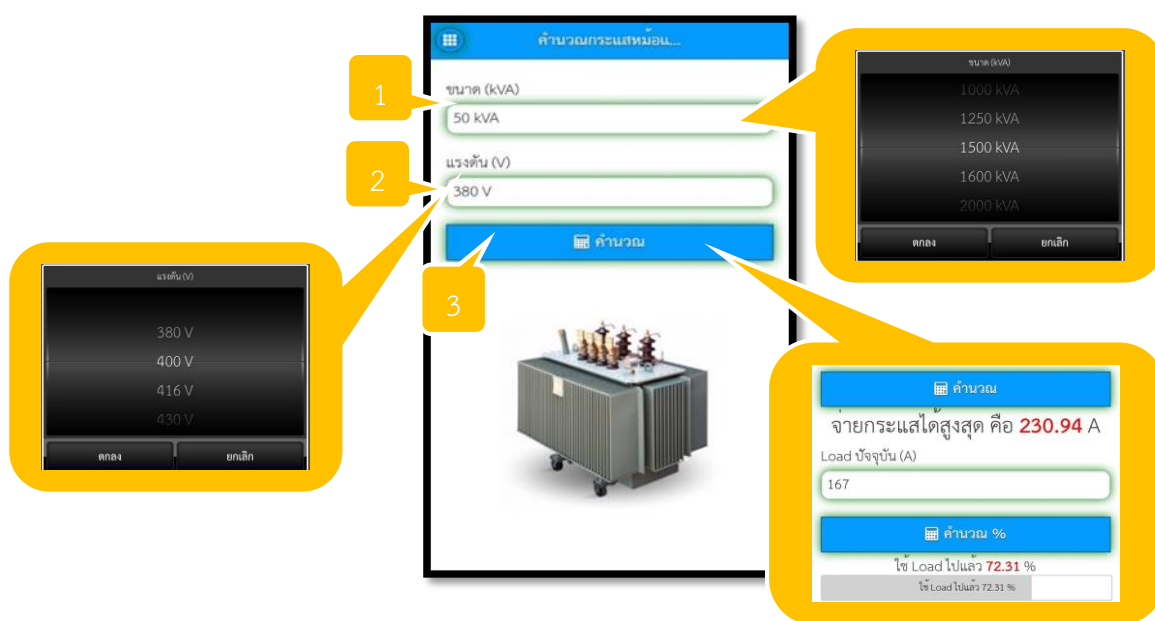 คำนวณกระแสหม้อแ...
1
ขนาด (kVA)
50 kVA
2
แรงดัน (V)
380 V
คำนวณ
3
ขนาด (kVA)
1000 kVA
1250 kVA
1500 kVA
1600 kVA
2000 kVA
ตกลง
ยกเลิก
แรงดัน (V)
380 V
400 V
416 V
430 V
ตกลง
ยกเลิก
คำนวณ
จ่ายกระแสได้สูงสุด คือ 230.94 A
Load ปัจจุบัน (A)
167
คำนวณ %
ใช้ Load ไปแล้ว 72.31 %
ใช้ Load ไปแล้ว 72.31 %